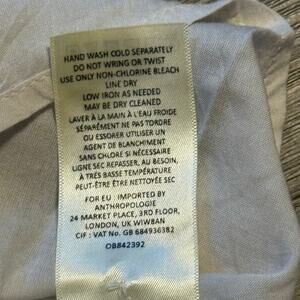 HAND WASH COLD SEPARATELY
DO NOT WRING OR TWIST
USE ONLY NON-CHLORINE BLEACH
LINE DRY
LOW IRON AS NEEDED
MAY BE DRY CLEANED
LAVER À LA MAIN À L'EAU FROIDE
SÉPARÉMENT NE PAS TORDRE
OU ESSORER UTILISER UN
AGENT DE BLANCHIMENT
SANS CHLORE SI NÉCESSAIRE
LIGNE SEC REPASSER, AU BESOIN,
À TRÈS BASSE TEMPÉRATURE
PEUT-ÊTRE ÊTRE NETTOYÉE SEC
FOR EU : IMPORTED BY
ANTHROPOLOGIE
24 MARKET PLACE, 3RD FLOOR,
LONDON, UK WIWBAN
CIF : VAT No. GB 684936382
OB842392